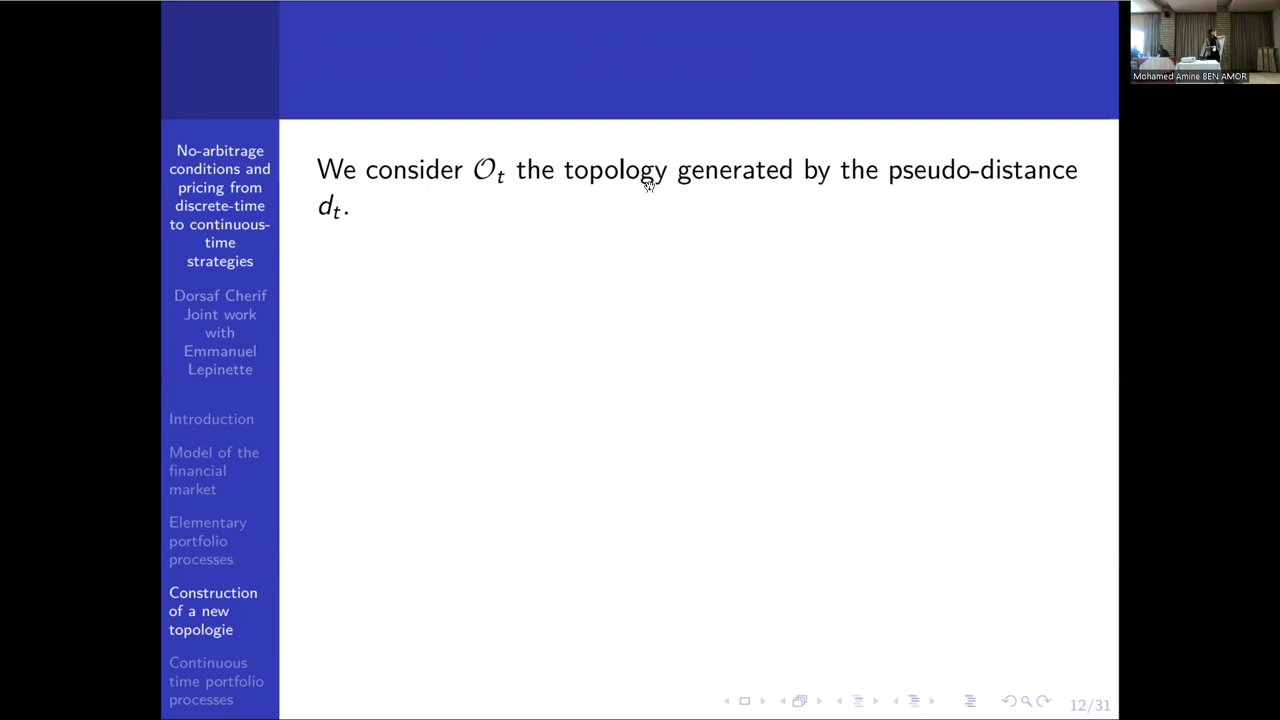 No-arbitrage
conditions and
pricing from
discrete-time
to continuous-
time
strategies
Dorsaf Cherif
Joint work
with
Emmanuel
Lepinette
Introduction
Model of the
financial
market
Elementary
portfolio
processes
Construction
of a new
topologie
Continuous
time portfolio
processes
We consider 𝒪ₜ the topology generated by the pseudo-distance
dₜ.
12/31
Mohamed Amine BEN AMOR